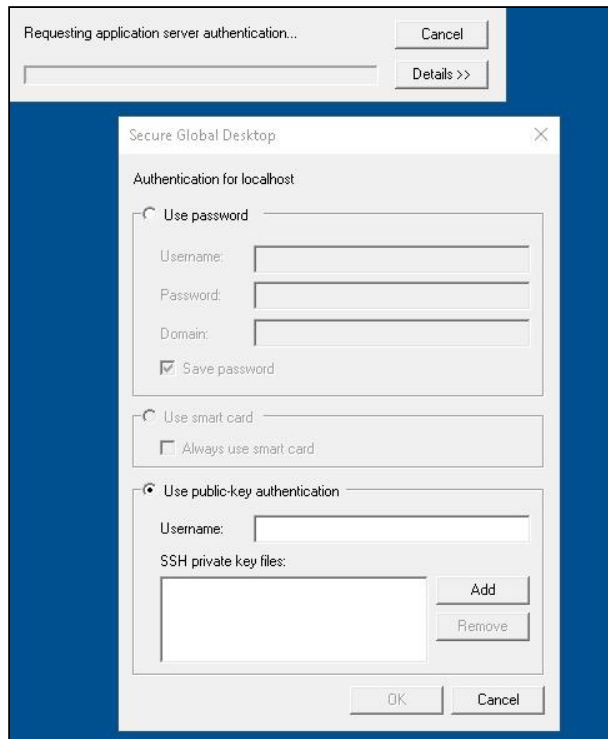 Requesting application server authentication...
Cancel
Details >>
Secure Global Desktop
Authentication for localhost
Use password
Username:
Password:
Domain:
Save password
Use smart card
Always use smart card
Use public-key authentication
Username:
SSH private key files:
Add
Remove
OK
Cancel